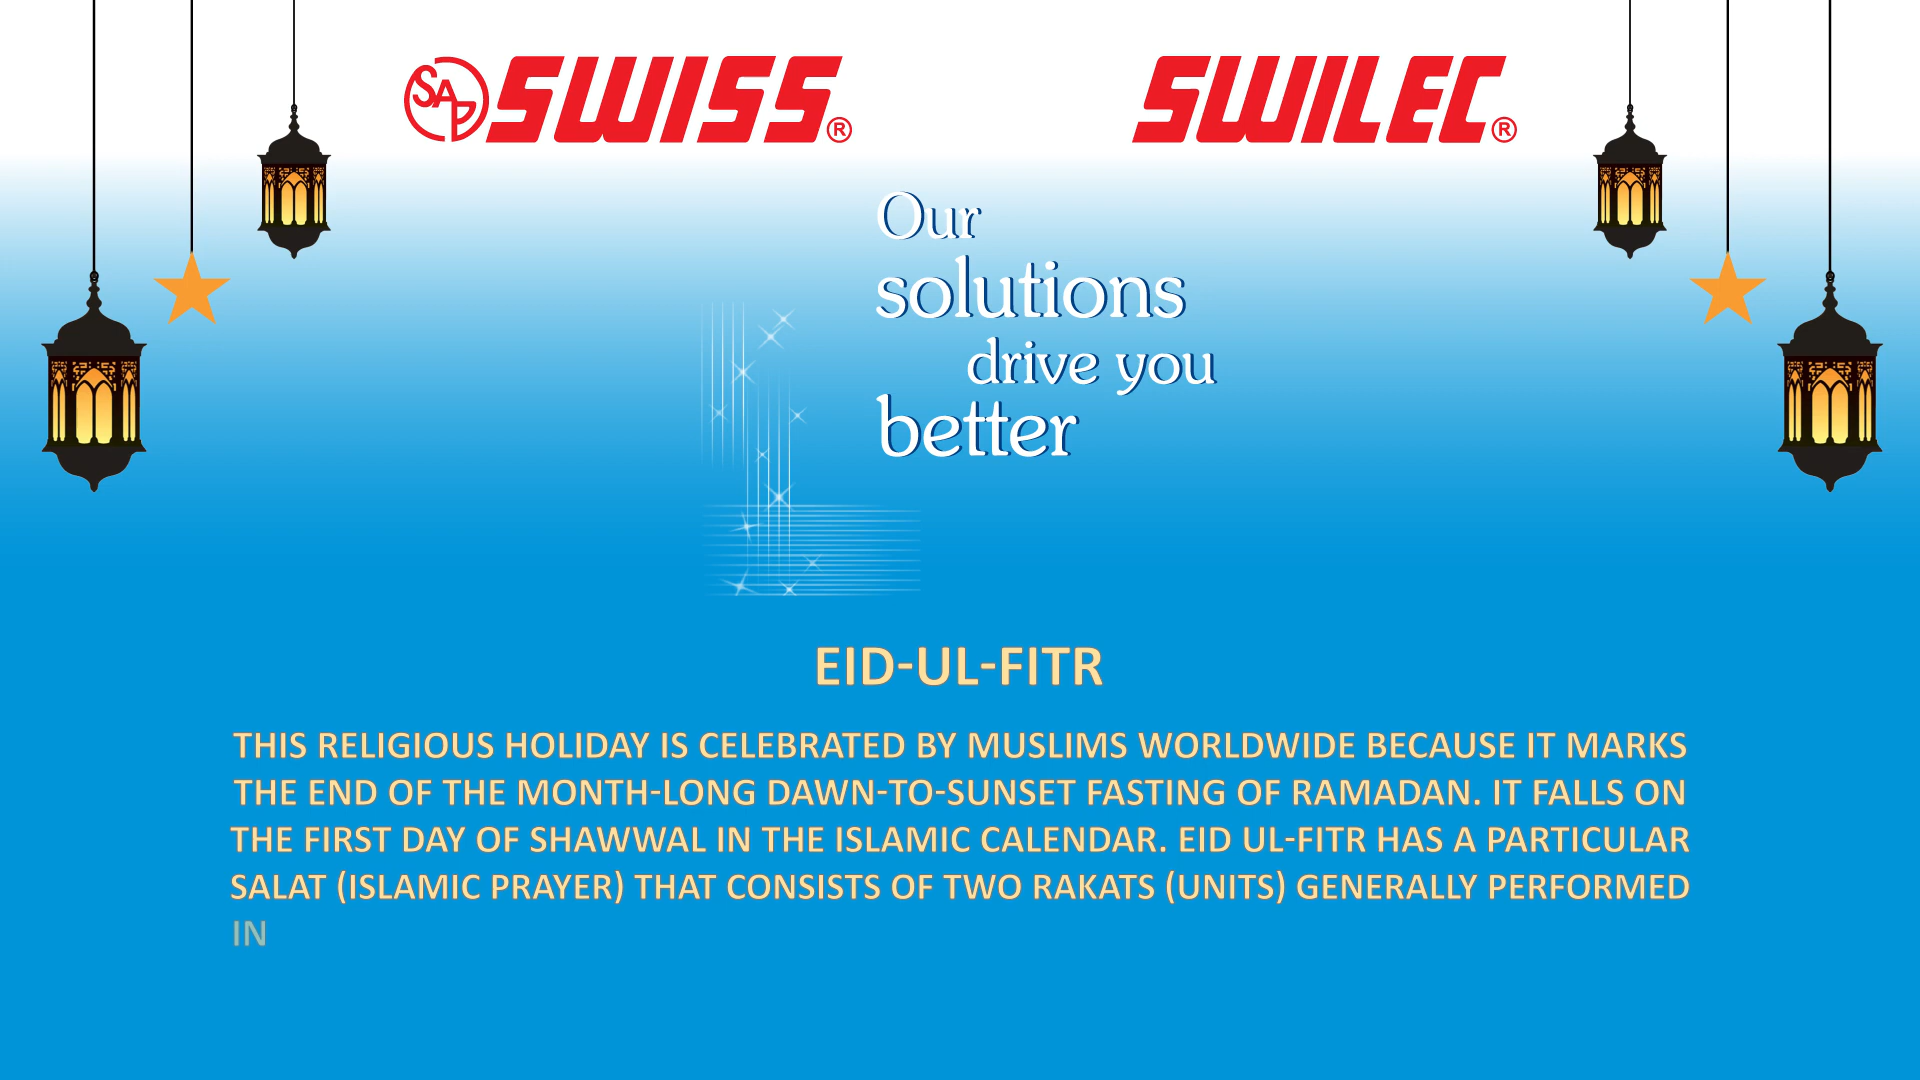 SAP SWISS® SWILEC®
Our
solutions
drive you
better
EID-UL-FITR
THIS RELIGIOUS HOLIDAY IS CELEBRATED BY MUSLIMS WORLDWIDE BECAUSE IT MARKS
THE END OF THE MONTH-LONG DAWN-TO-SUNSET FASTING OF RAMADAN. IT FALLS ON
THE FIRST DAY OF SHAWWAL IN THE ISLAMIC CALENDAR. EID UL-FITR HAS A PARTICULAR
SALAT (ISLAMIC PRAYER) THAT CONSISTS OF TWO RAKATS (UNITS) GENERALLY PERFORMED
IN